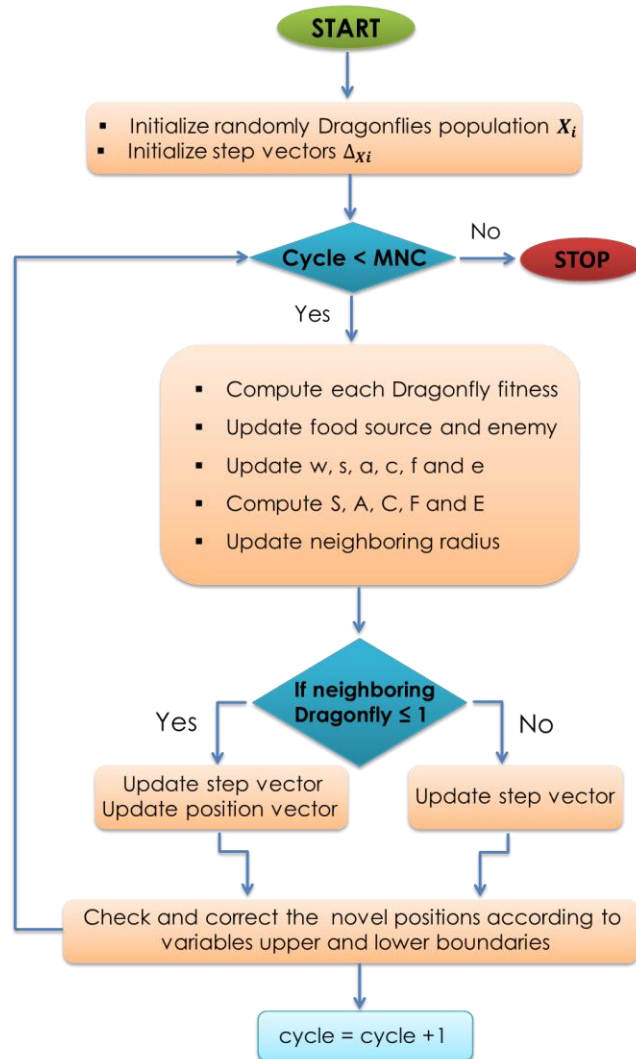 START
▪ Initialize randomly Dragonflies population X_i
▪ Initialize step vectors Δ_Xi
Cycle < MNC
No
STOP
Yes
▪ Compute each Dragonfly fitness
▪ Update food source and enemy
▪ Update w, s, a, c, f and e
▪ Compute S, A, C, F and E
▪ Update neighboring radius
If neighboring
Dragonfly ≤ 1
Yes
No
Update step vector
Update position vector
Update step vector
Check and correct the novel positions according to
variables upper and lower boundaries
cycle = cycle +1